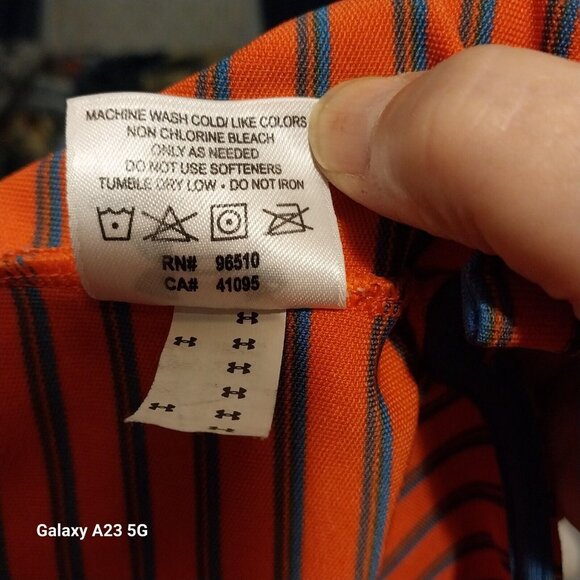 MACHINE WASH COLD/ LIKE COLORS
NON CHLORINE BLEACH
ONLY AS NEEDED
DO NOT USE SOFTENERS
TUMBLE DRY LOW • DO NOT IRON
RN# 96510
CA# 41095
Galaxy A23 5G